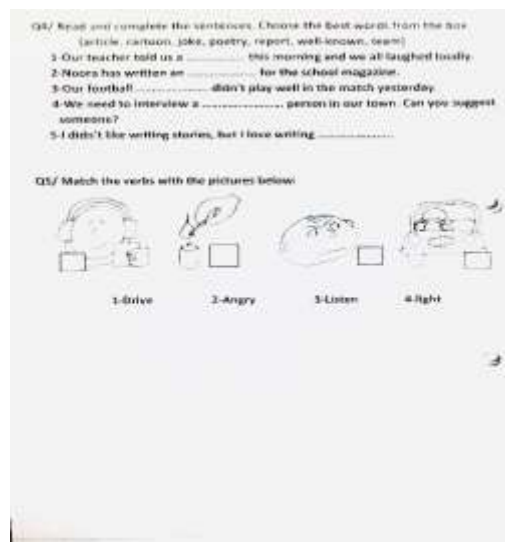 Q4/ Read and complete the sentences. Choose the best words from the box
(article, cartoon, joke, poetry, report, well-known, team)
1-Our teacher told us a .............. this morning and we all laughed loudly.
2-Noora has written an ................. for the school magazine.
3-Our football .................. didn't play well in the match yesterday.
4-We need to interview a .................... person in our town. Can you suggest
someone?
5-I didn't like writing stories, but I love writing ..................
Q5/ Match the verbs with the pictures below:
1-Drive 2-Angry 3-Listen 4-light